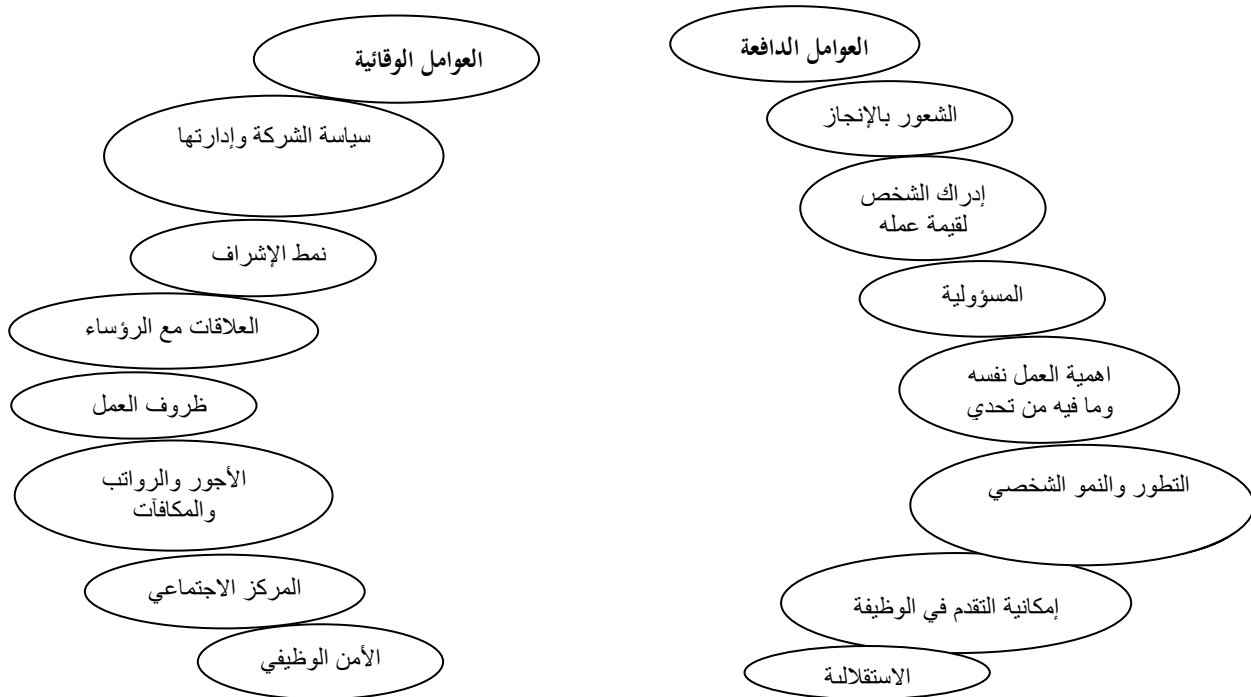 العوامل الدافعة
الشعور بالإنجاز
إدراك الشخص
لقيمة عمله
المسؤولية
اهمية العمل نفسه
وما فيه من تحدي
التطور والنمو الشخصي
إمكانية التقدم في الوظيفة
الاستقلالية
العوامل الوقائية
سياسة الشركة وإدارتها
نمط الإشراف
العلاقات مع الرؤساء
ظروف العمل
الأجور والرواتب
والمكافآت
المركز الاجتماعي
الأمن الوظيفي